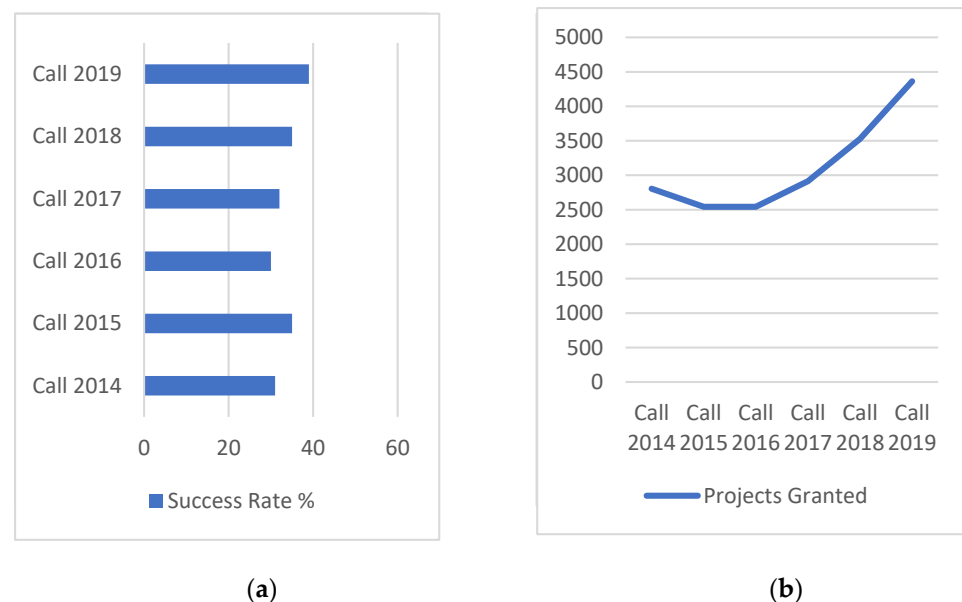 Call 2019
Call 2018
Call 2017
Call 2016
Call 2015
Call 2014
0 20 40 60
Success Rate %
(a)
5000
4500
4000
3500
3000
2500
2000
1500
1000
500
0
Call Call Call Call Call Call
2014 2015 2016 2017 2018 2019
Projects Granted
(b)